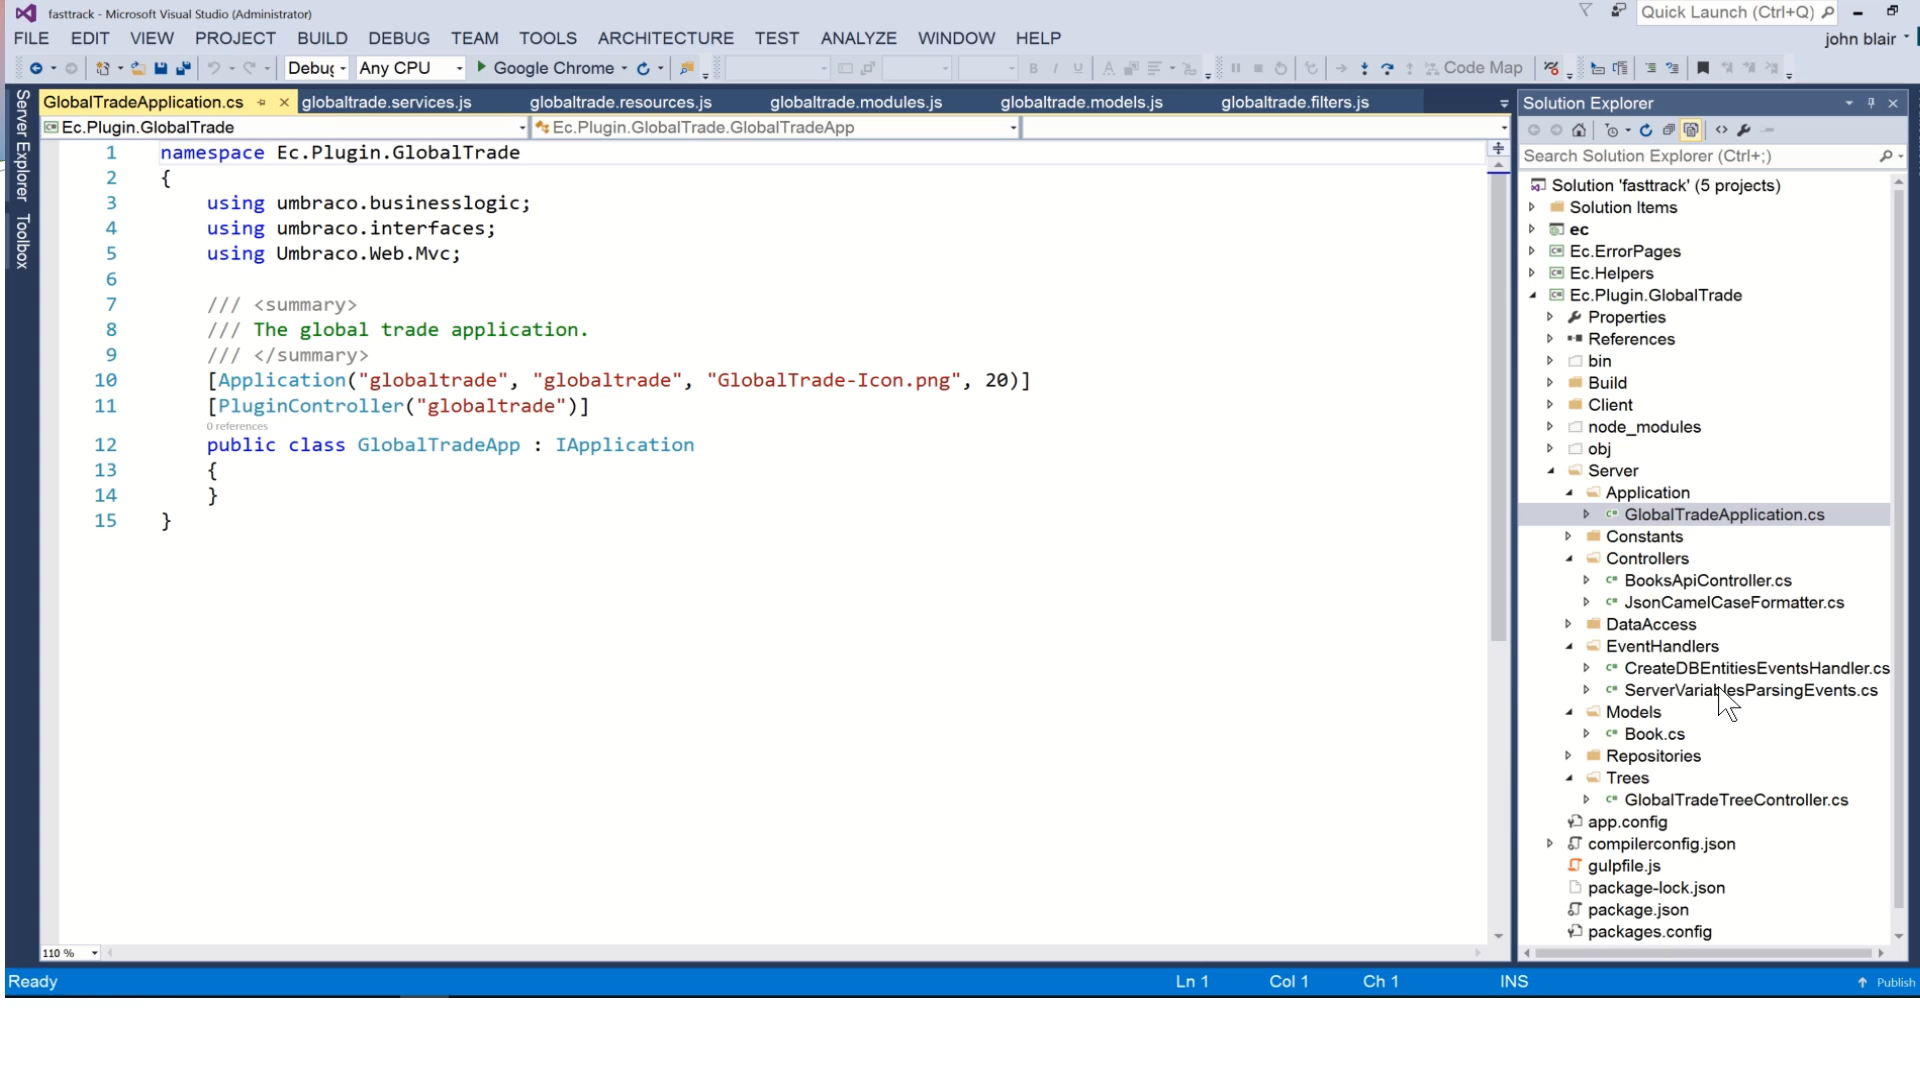 fasttrack - Microsoft Visual Studio (Administrator)
Quick Launch (Ctrl+Q)
FILE EDIT VIEW PROJECT BUILD DEBUG TEAM TOOLS ARCHITECTURE TEST ANALYZE WINDOW HELP
john blair
Debug Any CPU Google Chrome Code Map
Server Explorer
Toolbox
GlobalTradeApplication.cs globaltrade.services.js globaltrade.resources.js globaltrade.modules.js globaltrade.models.js globaltrade.filters.js
Ec.Plugin.GlobalTrade Ec.Plugin.GlobalTrade.GlobalTradeApp
1 namespace Ec.Plugin.GlobalTrade
2 {
3 using umbraco.businesslogic;
4 using umbraco.interfaces;
5 using Umbraco.Web.Mvc;
6
7 /// <summary>
8 /// The global trade application.
9 /// </summary>
10 [Application("globaltrade", "globaltrade", "GlobalTrade-Icon.png", 20)]
11 [PluginController("globaltrade")]
0 references
12 public class GlobalTradeApp : IApplication
13 {
14 }
15 }
110 %
Solution Explorer
Search Solution Explorer (Ctrl+;)
Solution 'fasttrack' (5 projects)
Solution Items
ec
Ec.ErrorPages
Ec.Helpers
Ec.Plugin.GlobalTrade
Properties
References
bin
Build
Client
node_modules
obj
Server
Application
GlobalTradeApplication.cs
Constants
Controllers
BooksApiController.cs
JsonCamelCaseFormatter.cs
DataAccess
EventHandlers
CreateDBEntitiesEventsHandler.cs
ServerVariablesParsingEvents.cs
Models
Book.cs
Repositories
Trees
GlobalTradeTreeController.cs
app.config
compilerconfig.json
gulpfile.js
package-lock.json
package.json
packages.config
Ready Ln 1 Col 1 Ch 1 INS Publish